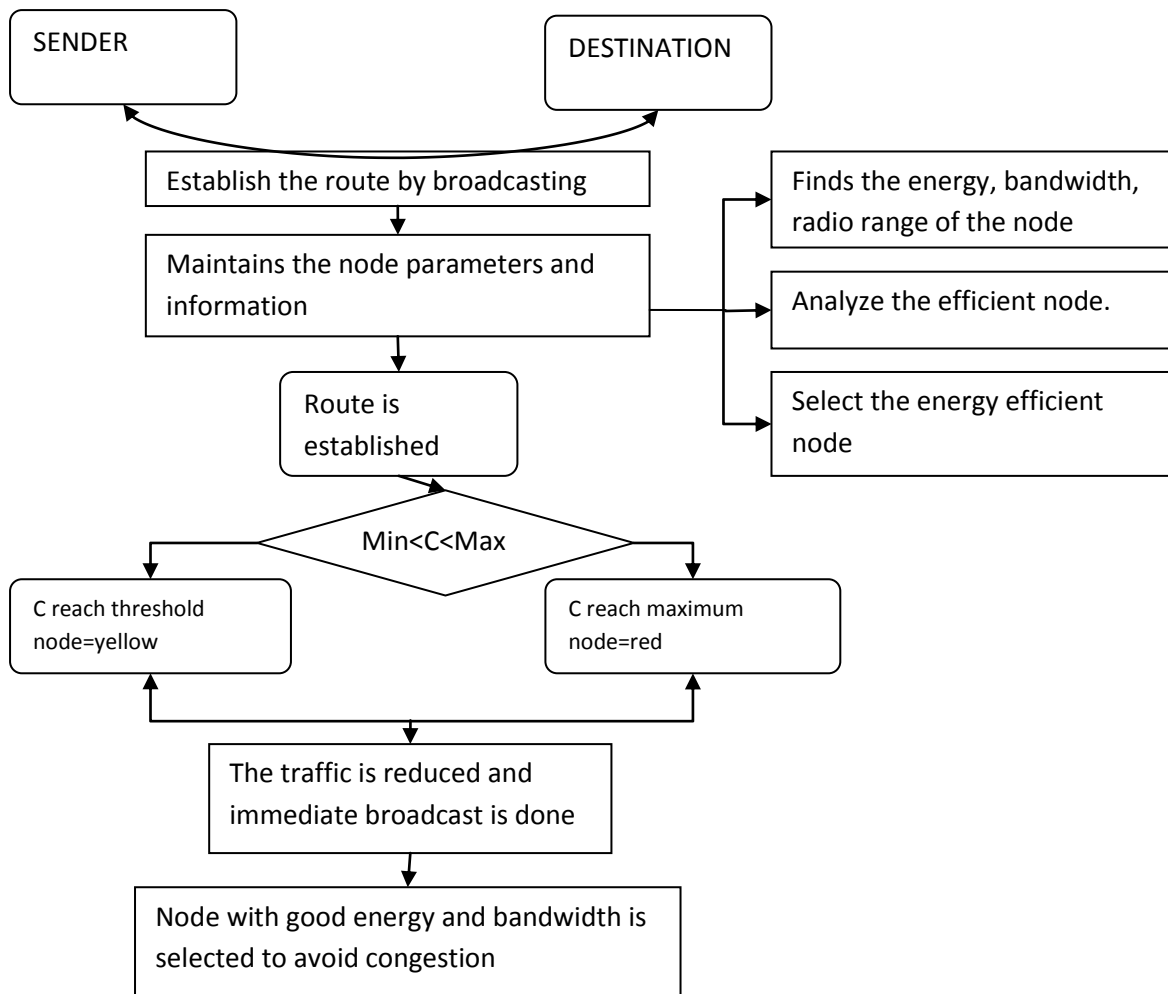 SENDER
DESTINATION
Establish the route by broadcasting
Finds the energy, bandwidth,
radio range of the node
Maintains the node parameters and
information
Analyze the efficient node.
Select the energy efficient
node
Route is
established
Min<C<Max
C reach threshold
node=yellow
C reach maximum
node=red
The traffic is reduced and
immediate broadcast is done
Node with good energy and bandwidth is
selected to avoid congestion